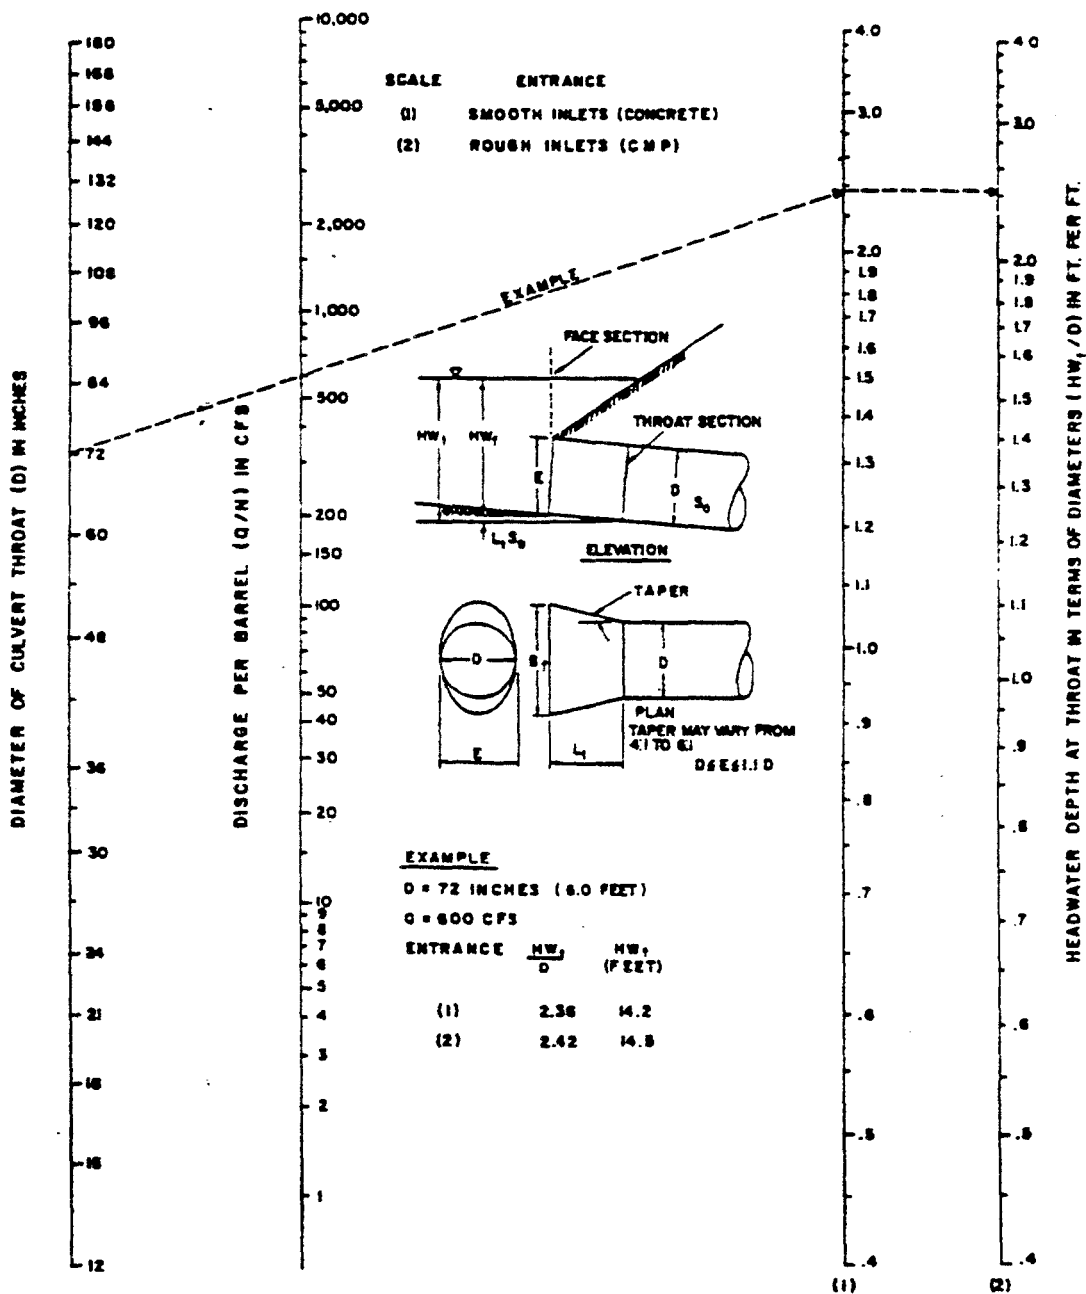 DIAMETER OF CULVERT THROAT (D) IN INCHES
180
168
156
144
132
120
108
96
84
72
60
48
36
30
24
21
18
15
12
DISCHARGE PER BARREL (Q/N) IN CFS
10,000
5,000
2,000
1,000
500
200
150
100
50
40
30
20
10
9
8
7
6
5
4
3
2
1
SCALE ENTRANCE
(1) SMOOTH INLETS (CONCRETE)
(2) ROUGH INLETS (CMP)
EXAMPLE
FACE SECTION
THROAT SECTION
HWt
HWf
E
D
S0
LtS0
ELEVATION
TAPER
D
Bf
D
E
Lt
PLAN
TAPER MAY VARY FROM
4:1 TO 6:1
D≤E≤1.1 D
EXAMPLE
D = 72 INCHES (6.0 FEET)
Q = 600 CFS
ENTRANCE HWt/D HWt (FEET)
(1) 2.36 14.2
(2) 2.42 14.5
4.0
3.0
2.0
1.9
1.8
1.7
1.6
1.5
1.4
1.3
1.2
1.1
1.0
.9
.8
.7
.6
.5
.4
(1)
4.0
3.0
2.0
1.9
1.8
1.7
1.6
1.5
1.4
1.3
1.2
1.1
1.0
.9
.8
.7
.6
.5
.4
(2)
HEADWATER DEPTH AT THROAT IN TERMS OF DIAMETERS (HWt/D) IN FT. PER FT.